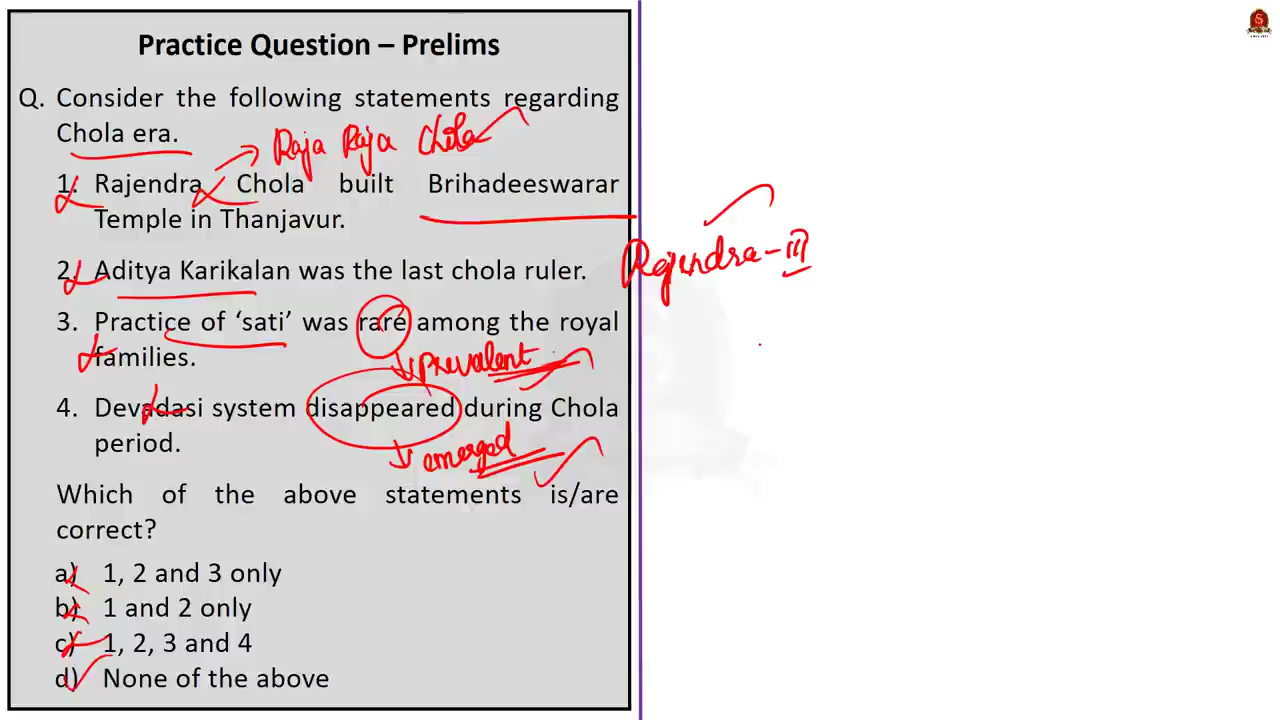 Practice Question – Prelims
Q. Consider the following statements regarding
Chola era.
Raja Raja Chola
1. Rajendra Chola built Brihadeeswarar
Temple in Thanjavur.
2. Aditya Karikalan was the last chola ruler.
Rajendra - III
3. Practice of ‘sati’ was rare among the royal
families.
prevalent
4. Devadasi system disappeared during Chola
period.
emerged
Which of the above statements is/are
correct?
a) 1, 2 and 3 only
b) 1 and 2 only
c) 1, 2, 3 and 4
d) None of the above